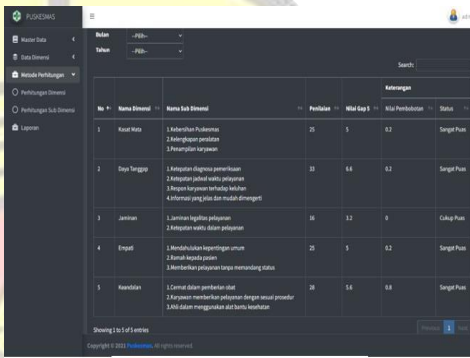 PUSKESMAS
Master Data
Data Dimensi
Metode Perhitungan
Perhitungan Dimensi
Perhitungan Sub Dimensi
Laporan
Bulan --Pilih--
Tahun --Pilih--
Search:
Keterangan
No Nama Dimensi Nama Sub Dimensi Penilaian Nilai Gap 5 Nilai Pembobotan Status
1 Kasat Mata 1.Kebersihan Puskesmas 25 5 0.2 Sangat Puas
2.Kelengkapan peralatan
3.Penampilan karyawan
2 Daya Tanggap 1.Ketepatan diagnosa pemeriksaan 33 6.6 0.2 Sangat Puas
2.Ketepatan jadwal waktu pelayanan
3.Respon karyawan terhadap keluhan
4.Informasi yang jelas dan mudah dimengerti
3 Jaminan 1.Jaminan legalitas pelayanan 16 3.2 0 Cukup Puas
2.Ketepatan waktu dalam pelayanan
4 Empati 1.Mendahulukan kepentingan umum 25 5 0.2 Sangat Puas
2.Ramah kepada pasien
3.Memberikan pelayanan tanpa memandang status
5 Keandalan 1.Cermat dalam pemberian obat 28 5.6 0.8 Sangat Puas
2.Karyawan memberikan pelayanan dengan sesuai prosedur
3.Ahli dalam menggunakan alat bantu kesehatan
Showing 1 to 5 of 5 entries
Previous 1 Next
Copyright © 2021 Puskesmas. All rights reserved.